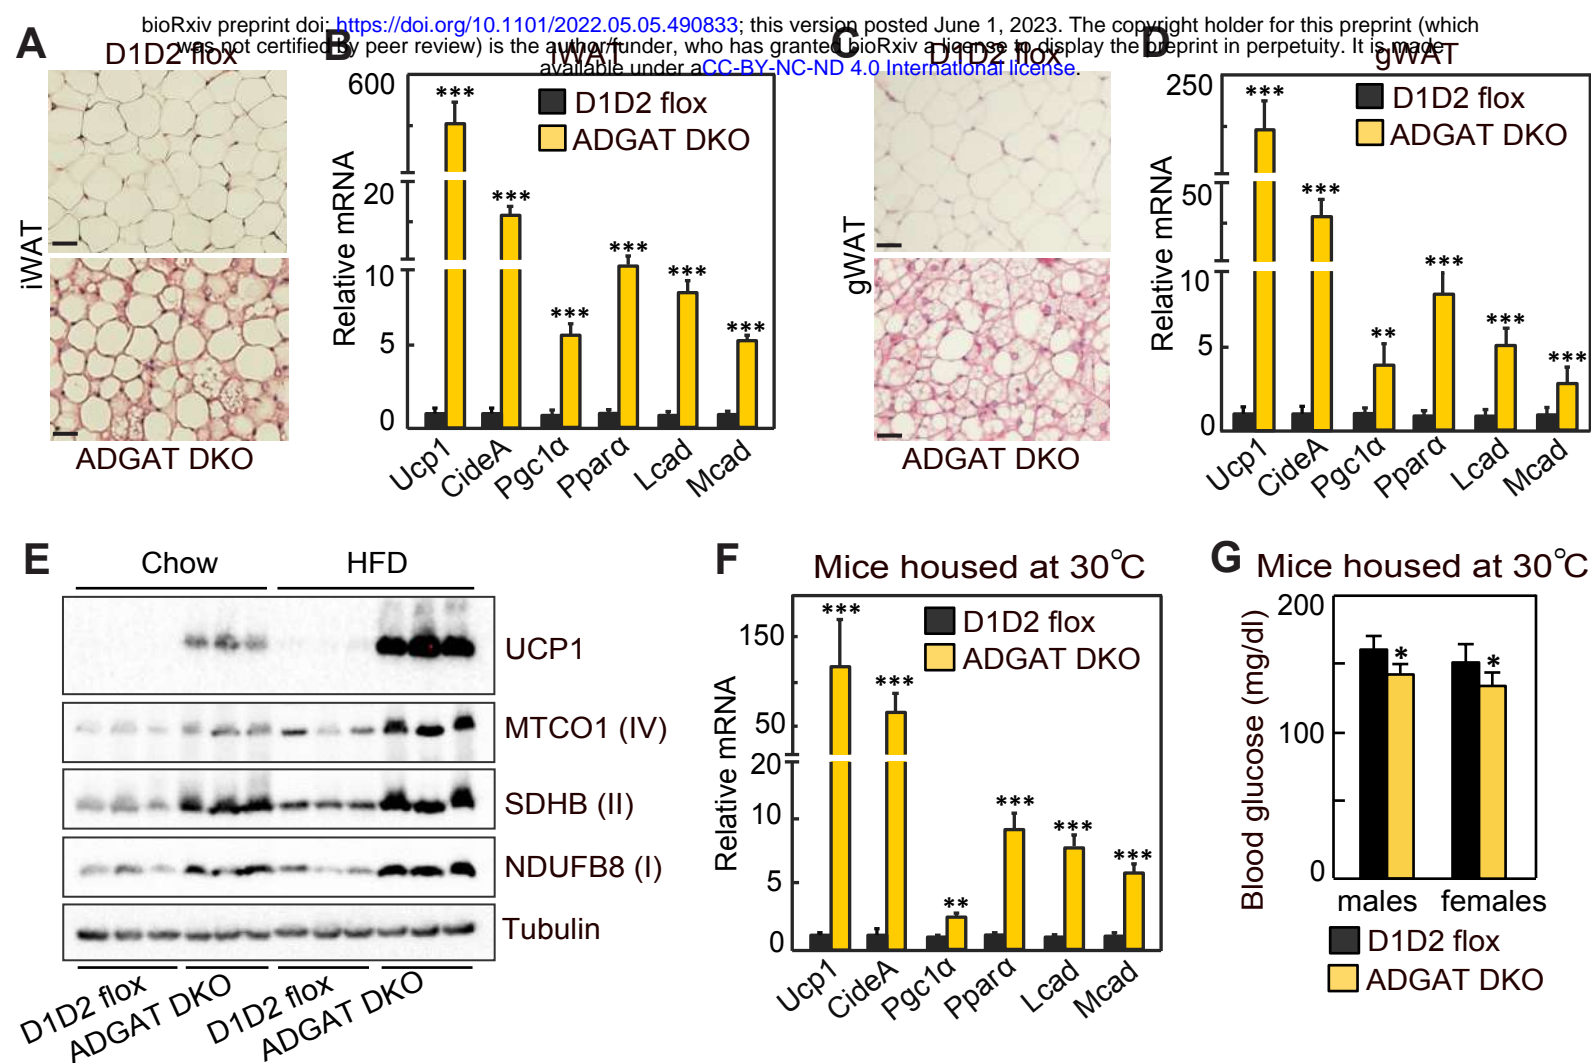 bioRxiv preprint doi: https://doi.org/10.1101/2022.05.05.490833; this version posted June 1, 2023. The copyright holder for this preprint (which
was not certified by peer review) is the author/funder, who has granted bioRxiv a license to display the preprint in perpetuity. It is made
available under aCC-BY-NC-ND 4.0 International license.
A
D1D2 flox
iWAT
ADGAT DKO
B
iWAT
D1D2 flox
ADGAT DKO
Relative mRNA
600
20
10
5
0
***
***
***
***
***
***
Ucp1
CideA
Pgc1α
Pparα
Lcad
Mcad
C
D1D2 flox
gWAT
ADGAT DKO
D
gWAT
D1D2 flox
ADGAT DKO
Relative mRNA
250
50
10
5
0
***
***
**
***
***
***
Ucp1
CideA
Pgc1α
Pparα
Lcad
Mcad
E
Chow
HFD
UCP1
MTCO1 (IV)
SDHB (II)
NDUFB8 (I)
Tubulin
D1D2 flox
ADGAT DKO
D1D2 flox
ADGAT DKO
F
Mice housed at 30°C
D1D2 flox
ADGAT DKO
Relative mRNA
150
50
20
10
5
0
***
***
**
***
***
***
Ucp1
CideA
Pgc1α
Pparα
Lcad
Mcad
G
Mice housed at 30°C
Blood glucose (mg/dl)
200
100
0
*
*
males
females
D1D2 flox
ADGAT DKO